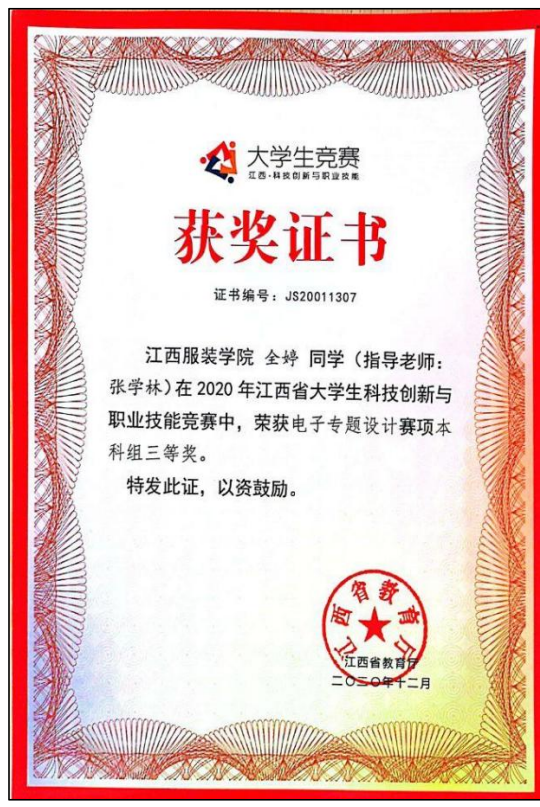 大学生竞赛
江西·科技创新与职业技能
获奖证书
证书编号：JS20011307
江西服装学院 全婷 同学（指导老师：
张学林）在 2020 年江西省大学生科技创新与
职业技能竞赛中，荣获电子专题设计赛项本
科组三等奖。
特发此证，以资鼓励。
江西省教育厅
江西省教育厅
二〇二〇年十二月